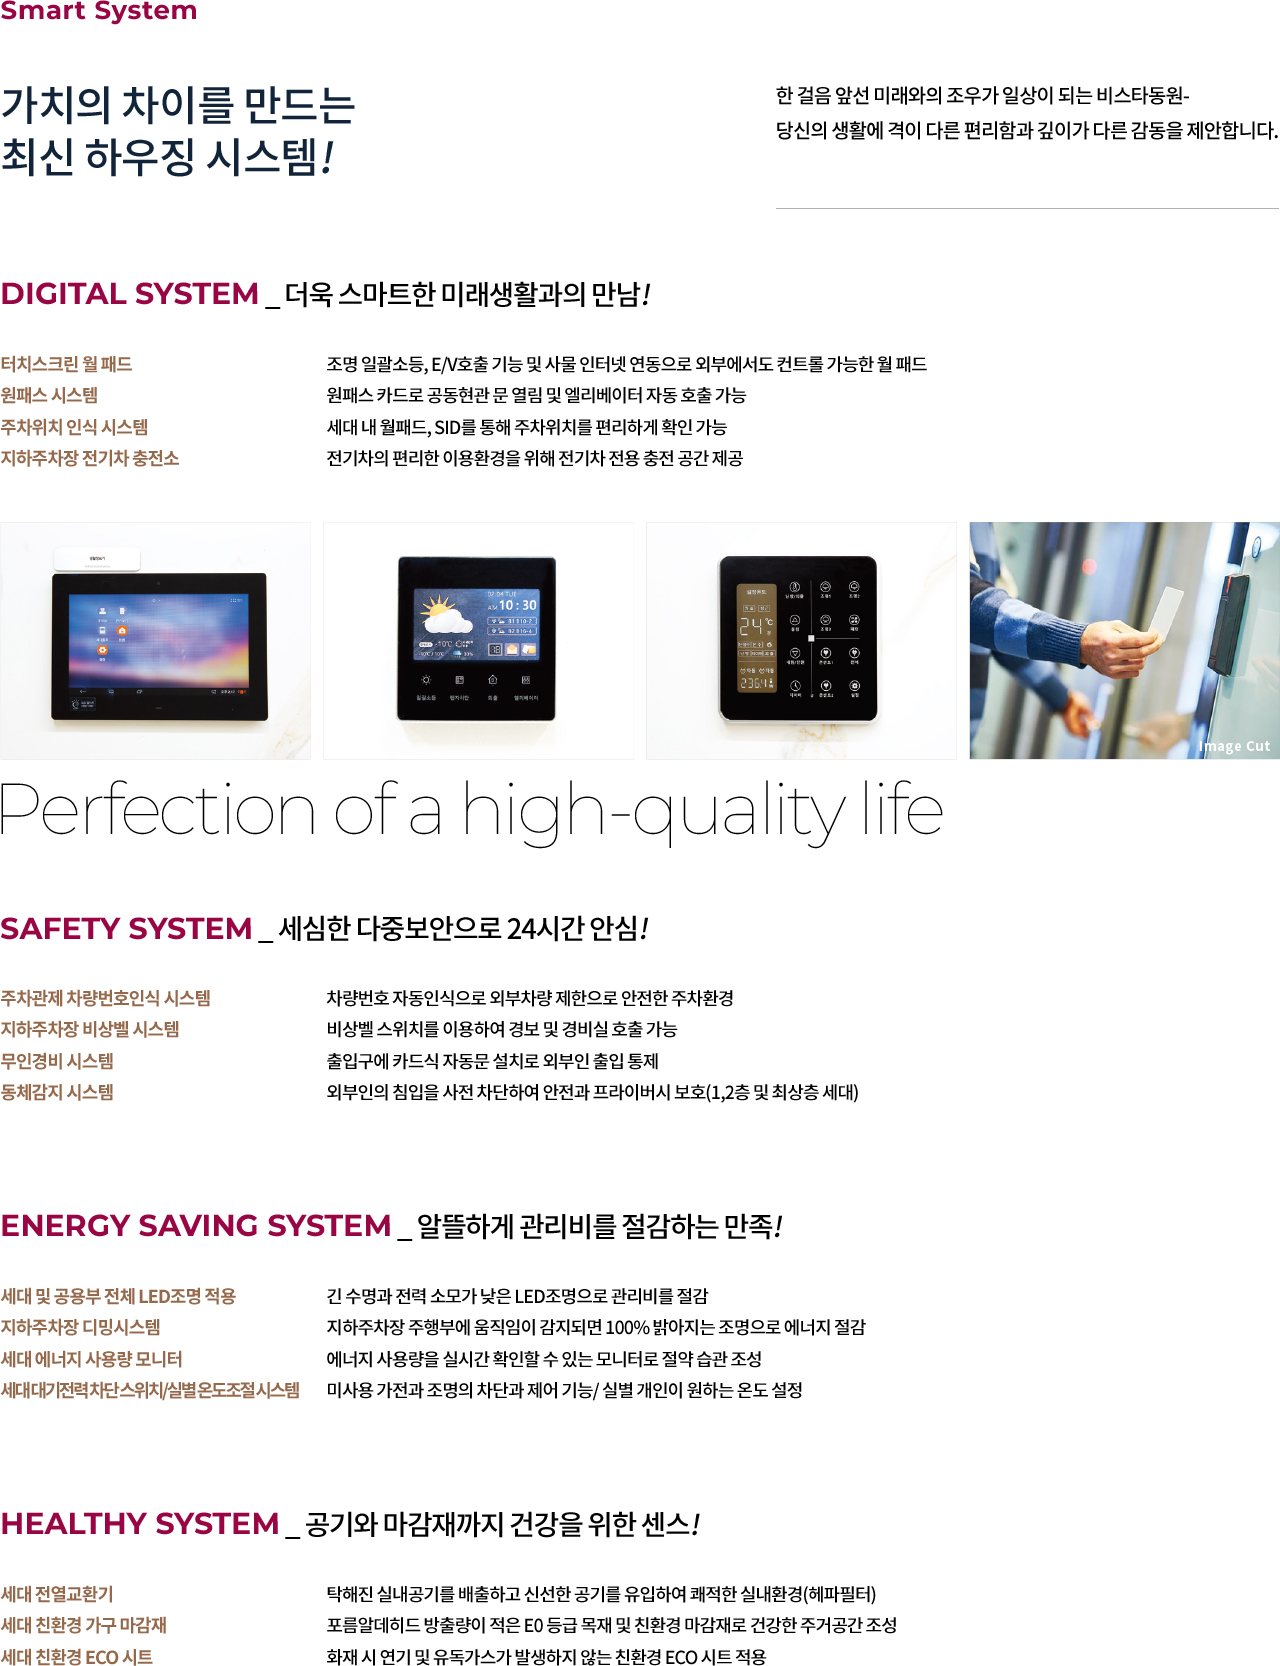 Smart System
가치의 차이를 만드는
최신 하우징 시스템!
한 걸음 앞선 미래와의 조우가 일상이 되는 비스타동원-
당신의 생활에 격이 다른 편리함과 깊이가 다른 감동을 제안합니다.
DIGITAL SYSTEM _ 더욱 스마트한 미래생활과의 만남!
터치스크린 월 패드 조명 일괄소등, E/V호출 기능 및 사물 인터넷 연동으로 외부에서도 컨트롤 가능한 월 패드
원패스 시스템 원패스 카드로 공동현관 문 열림 및 엘리베이터 자동 호출 가능
주차위치 인식 시스템 세대 내 월패드, SID를 통해 주차위치를 편리하게 확인 가능
지하주차장 전기차 충전소 전기차의 편리한 이용환경을 위해 전기차 전용 충전 공간 제공
02.04 TUE
AM 10:30
일괄소등 엘리베이터
24℃
Image Cut
Perfection of a high-quality life
SAFETY SYSTEM _ 세심한 다중보안으로 24시간 안심!
주차관제 차량번호인식 시스템 차량번호 자동인식으로 외부차량 제한으로 안전한 주차환경
지하주차장 비상벨 시스템 비상벨 스위치를 이용하여 경보 및 경비실 호출 가능
무인경비 시스템 출입구에 카드식 자동문 설치로 외부인 출입 통제
동체감지 시스템 외부인의 침입을 사전 차단하여 안전과 프라이버시 보호(1,2층 및 최상층 세대)
ENERGY SAVING SYSTEM _ 알뜰하게 관리비를 절감하는 만족!
세대 및 공용부 전체 LED조명 적용 긴 수명과 전력 소모가 낮은 LED조명으로 관리비를 절감
지하주차장 디밍시스템 지하주차장 주행부에 움직임이 감지되면 100% 밝아지는 조명으로 에너지 절감
세대 에너지 사용량 모니터 에너지 사용량을 실시간 확인할 수 있는 모니터로 절약 습관 조성
세대 대기전력 차단 스위치/실별 온도조절 시스템 미사용 가전과 조명의 차단과 제어 기능/ 실별 개인이 원하는 온도 설정
HEALTHY SYSTEM _ 공기와 마감재까지 건강을 위한 센스!
세대 전열교환기 탁해진 실내공기를 배출하고 신선한 공기를 유입하여 쾌적한 실내환경(헤파필터)
세대 친환경 가구 마감재 포름알데히드 방출량이 적은 E0 등급 목재 및 친환경 마감재로 건강한 주거공간 조성
세대 친환경 ECO 시트 화재 시 연기 및 유독가스가 발생하지 않는 친환경 ECO 시트 적용